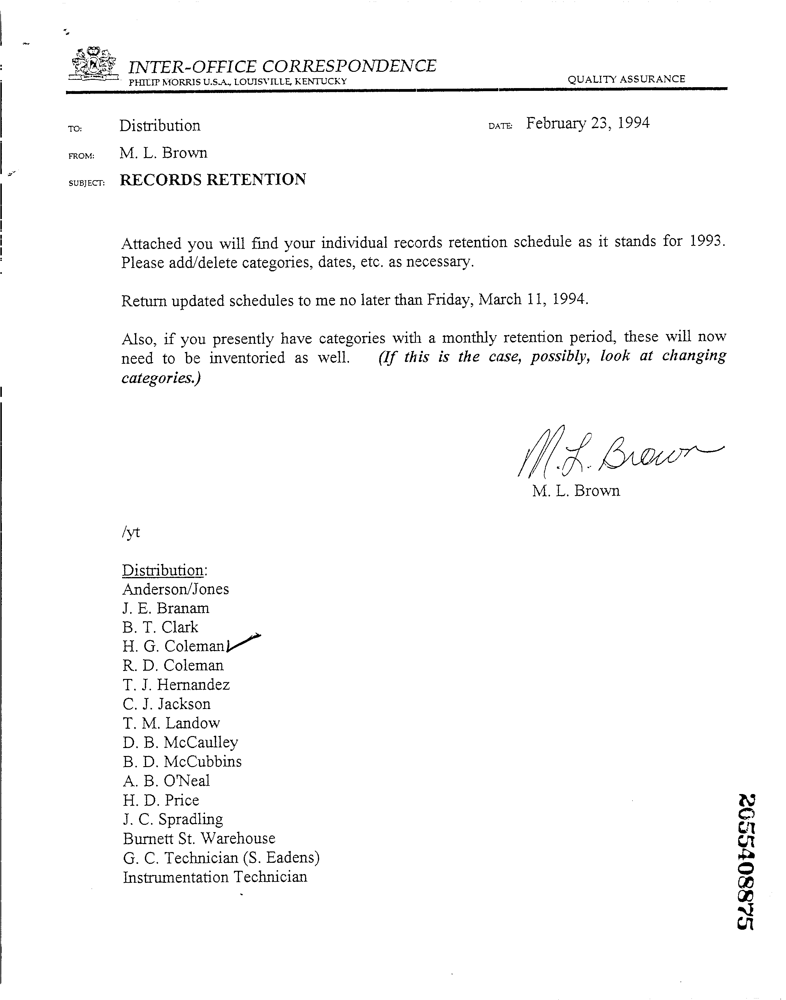 INTER-OFFICE CORRESPONDENCE
PHILIP MORRIS U.S.A., LOUISVILLE, KENTUCKY QUALITY ASSURANCE
TO: Distribution DATE: February 23, 1994
FROM: M. L. Brown
SUBJECT: RECORDS RETENTION
Attached you will find your individual records retention schedule as it stands for 1993.
Please add/delete categories, dates, etc. as necessary.
Return updated schedules to me no later than Friday, March 11, 1994.
Also, if you presently have categories with a monthly retention period, these will now
need to be inventoried as well. (If this is the case, possibly, look at changing
categories.)
M. L. Brown
M. L. Brown
/yt
Distribution:
Anderson/Jones
J. E. Branam
B. T. Clark
H. G. Coleman
R. D. Coleman
T. J. Hernandez
C. J. Jackson
T. M. Landow
D. B. McCaulley
B. D. McCubbins
A. B. O'Neal
H. D. Price
J. C. Spradling
Burnett St. Warehouse
G. C. Technician (S. Eadens)
Instrumentation Technician
2055408875